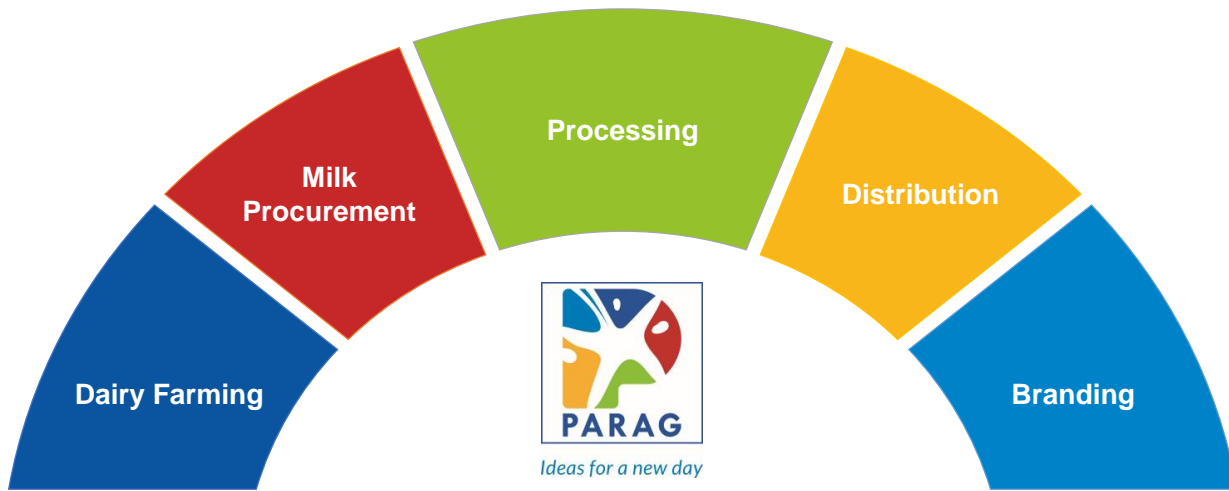 Dairy Farming
Milk
Procurement
Processing
Distribution
Branding
PARAG
Ideas for a new day